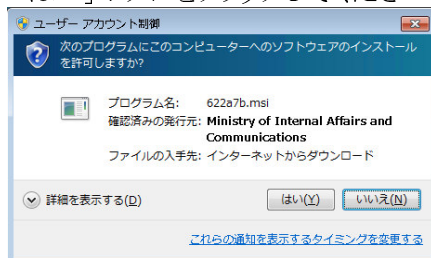 ユーザー アカウント制御
次のプログラムにこのコンピューターへのソフトウェアのインストール
を許可しますか?
プログラム名: 622a7b.msi
確認済みの発行元: Ministry of Internal Affairs and
Communications
ファイルの入手先: インターネットからダウンロード
詳細を表示する(D)
はい(Y)
いいえ(N)
これらの通知を表示するタイミングを変更する